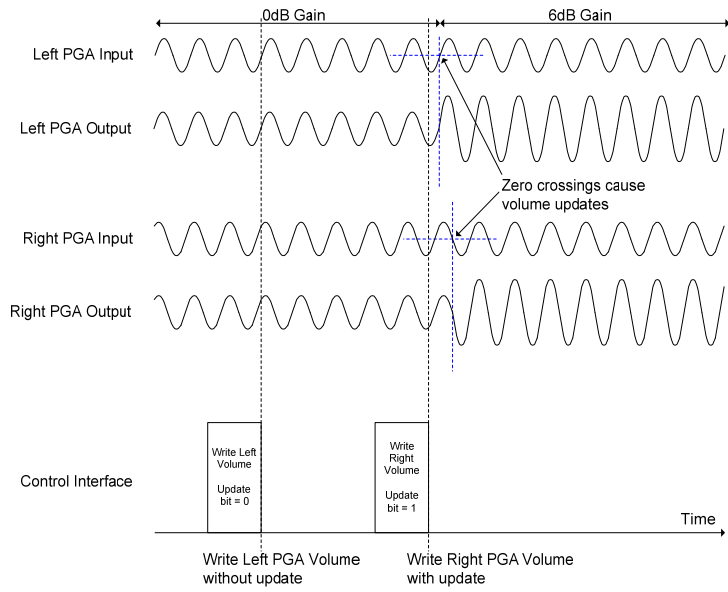 0dB Gain
6dB Gain
Left PGA Input
Left PGA Output
Zero crossings cause
volume updates
Right PGA Input
Right PGA Output
Write Left
Volume
Update
bit = 0
Write
Right
Volume
Update
bit = 1
Control Interface
Time
Write Left PGA Volume
without update
Write Right PGA Volume
with update